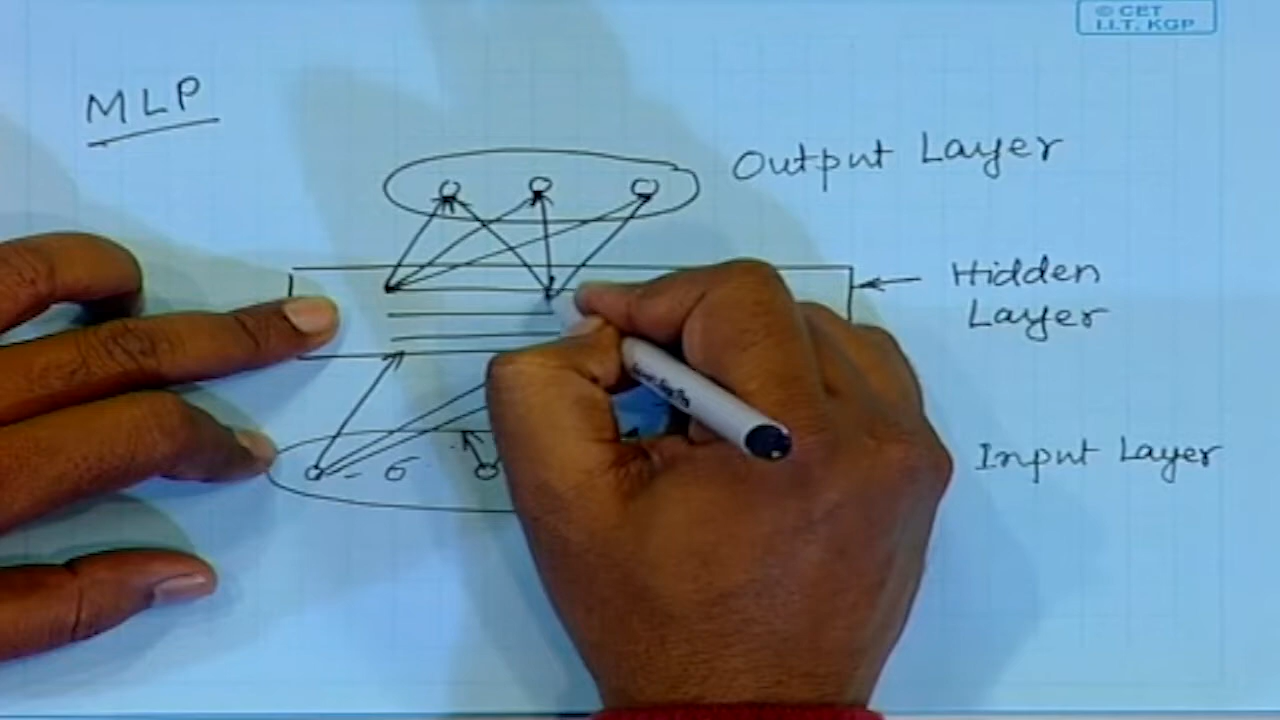 © CET
I.I.T. KGP
MLP
Output Layer
Hidden
Layer
Input Layer